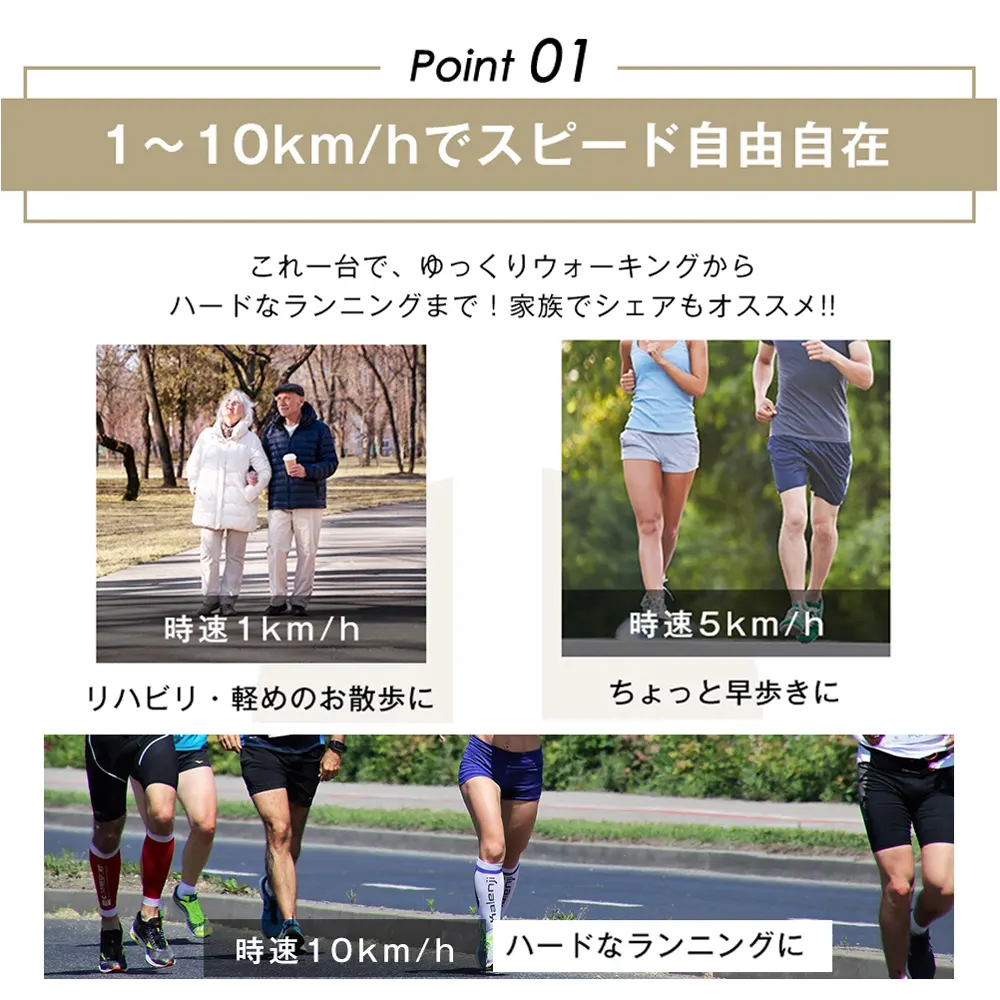 Point 01
1～10km/hでスピード自由自在
これ一台で、ゆっくりウォーキングから
ハードなランニングまで！家族でシェアもオススメ!!
時速1km/h
時速5km/h
リハビリ・軽めのお散歩に
ちょっと早歩きに
kalenji
時速10km/h
ハードなランニングに